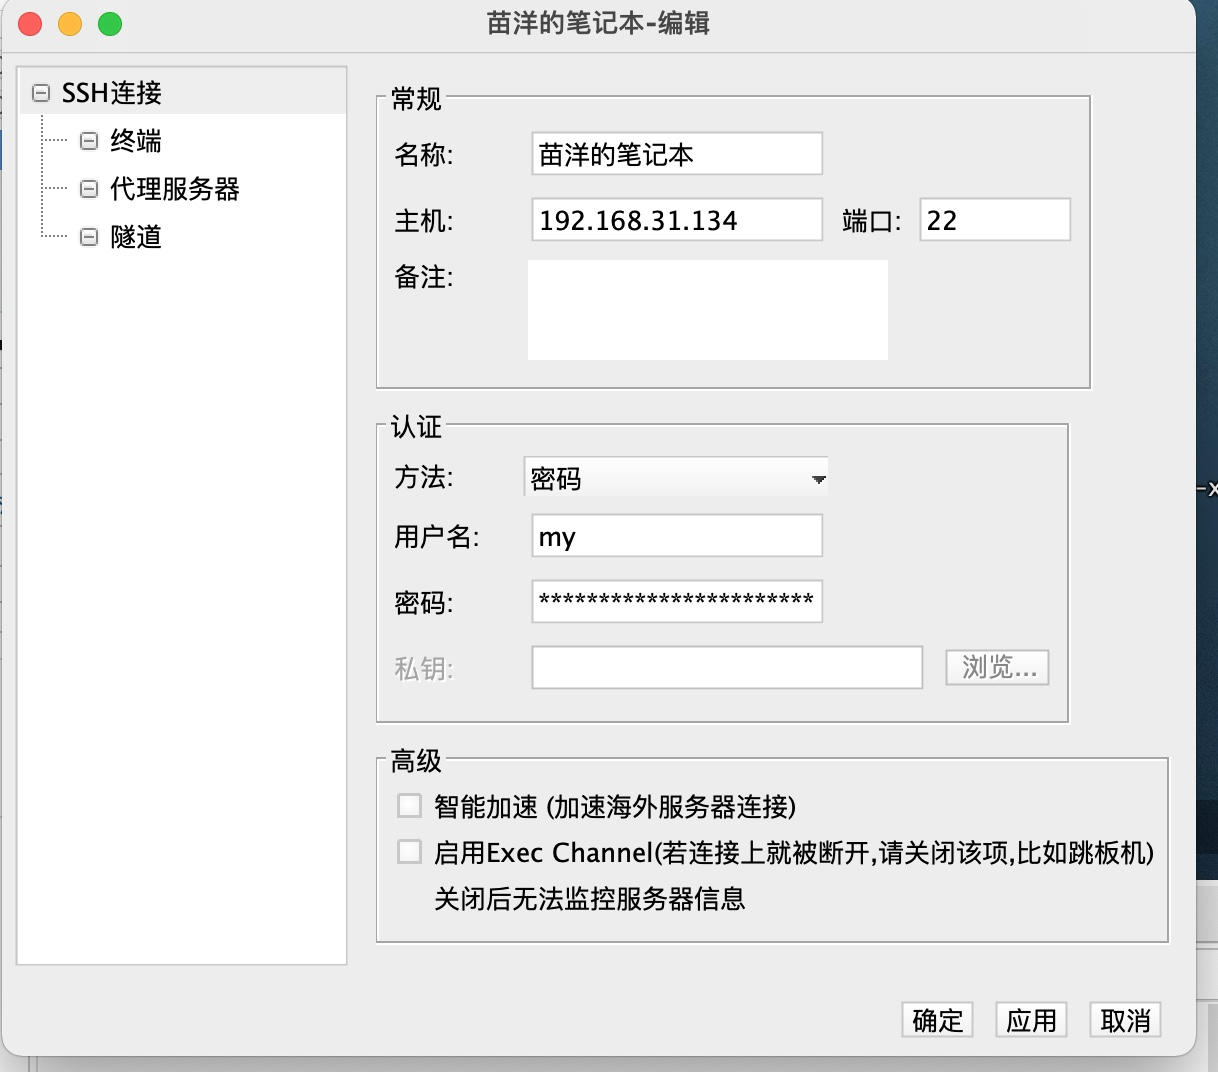 苗洋的笔记本-编辑
SSH连接
终端
代理服务器
隧道
常规
名称: 苗洋的笔记本
主机: 192.168.31.134 端口: 22
备注:
认证
方法: 密码
用户名: my
密码: ***********************
私钥: 浏览...
高级
智能加速 (加速海外服务器连接)
启用Exec Channel(若连接上就被断开,请关闭该项,比如跳板机)
关闭后无法监控服务器信息
确定 应用 取消
-x